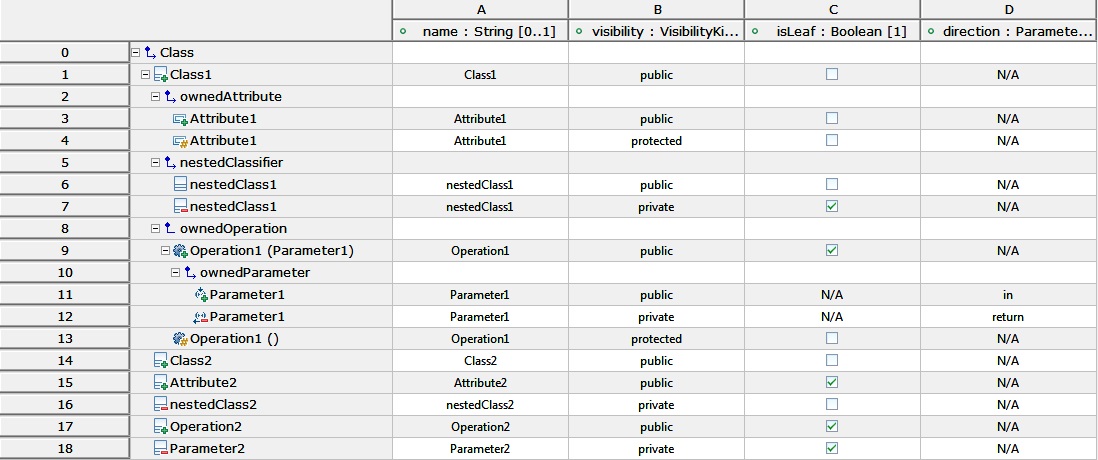 A B C D
name : String [0..1] visibility : VisibilityKi... isLeaf : Boolean [1] direction : Paramete...
0 Class
1 Class1 Class1 public N/A
2 ownedAttribute
3 Attribute1 Attribute1 public N/A
4 Attribute1 Attribute1 protected N/A
5 nestedClassifier
6 nestedClass1 nestedClass1 public N/A
7 nestedClass1 nestedClass1 private N/A
8 ownedOperation
9 Operation1 (Parameter1) Operation1 public N/A
10 ownedParameter
11 Parameter1 Parameter1 public N/A in
12 Parameter1 Parameter1 private N/A return
13 Operation1 () Operation1 protected N/A
14 Class2 Class2 public N/A
15 Attribute2 Attribute2 public N/A
16 nestedClass2 nestedClass2 private N/A
17 Operation2 Operation2 public N/A
18 Parameter2 Parameter2 private N/A